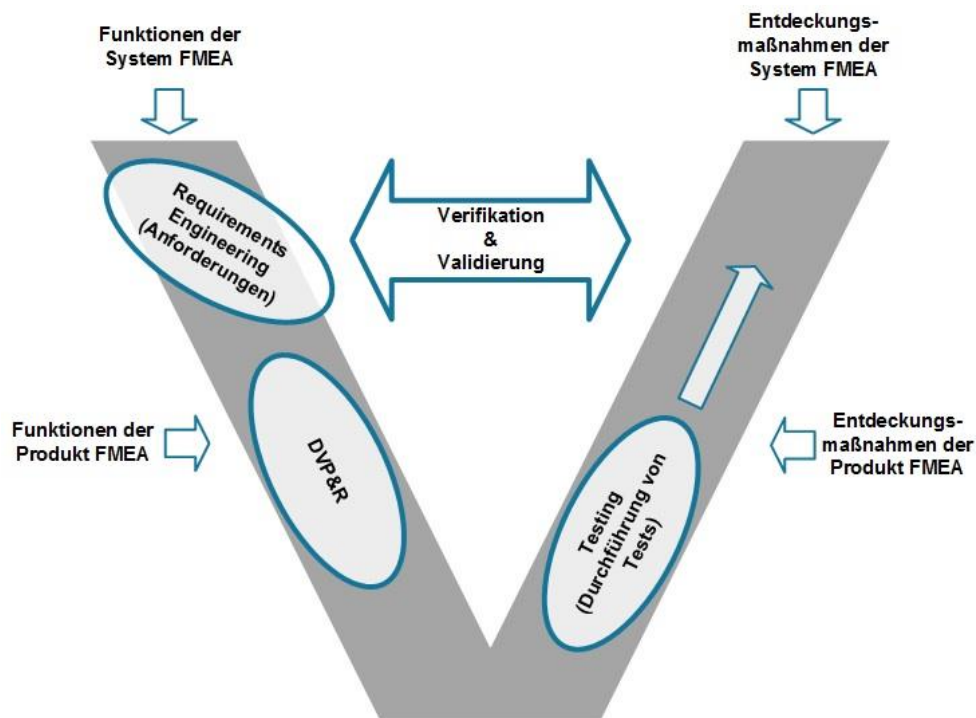 Funktionen der
System FMEA
Entdeckungs-
maßnahmen der
System FMEA
Requirements
Engineering
(Anforderungen)
Verifikation
&
Validierung
Funktionen der
Produkt FMEA
DVP&R
Testing
(Durchführung von
Tests)
Entdeckungs-
maßnahmen der
Produkt FMEA